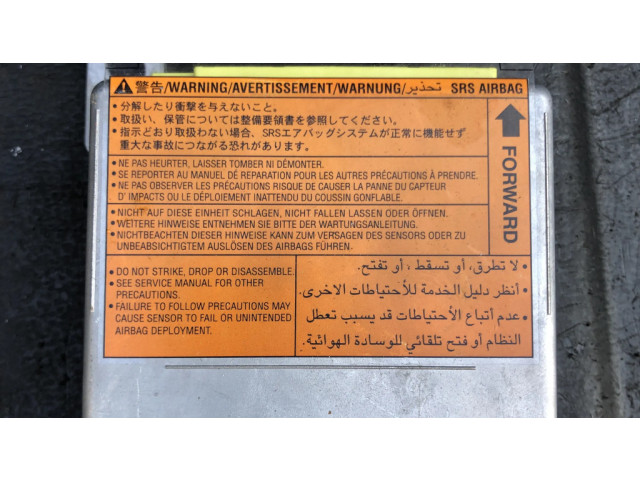 警告/WARNING/AVERTISSEMENT/WARNUNG/تحذير SRS AIRBAG
• 分解したり衝撃を与えないこと。
• 取扱い、保管については整備要領書を参照してください。
• 指示どおり取扱わない場合、SRSエアバッグシステムが正常に機能せず
重大な事故につながる恐れがあります。
FORWARD
• NE PAS HEURTER, LAISSER TOMBER NI DÉMONTER.
• SE REPORTER AU MANUEL DE RÉPARATION POUR LES AUTRES PRÉCAUTIONS À PRENDRE.
• NE PAS OBSERVER LES PRÉCAUTIONS RISQUE DE CAUSER LA PANNE DU CAPTEUR
D' IMPACTS OU LE DÉPLOIEMENT INATTENDU DU COUSSIN GONFLABLE.
• NICHT AUF DIESE EINHEIT SCHLAGEN, NICHT FALLEN LASSEN ODER ÖFFNEN.
• WEITERE HINWEISE ENTNEHMEN SIE BITTE DER WARTUNGSANLEITUNG.
• NICHTBEACHTEN DIESER HINWEISE KANN ZUM VERSAGEN DES SENSORS ODER ZU
UNBEABSICHTIGTEM AUSLÖSEN DES AIRBAGS FÜHREN.
• DO NOT STRIKE, DROP OR DISASSEMBLE.
• SEE SERVICE MANUAL FOR OTHER
PRECAUTIONS.
• FAILURE TO FOLLOW PRECAUTIONS MAY
CAUSE SENSOR TO FAIL OR UNINTENDED
AIRBAG DEPLOYMENT.
• لا تطرق، أو تسقط ، أو تفتح.
• أنظر دليل الخدمة للأحتياطات الاخرى.
• عدم أتباع الأحتياطات قد يسبب تعطل
النظام أو فتح تلقائي للوسادة الهوائية.